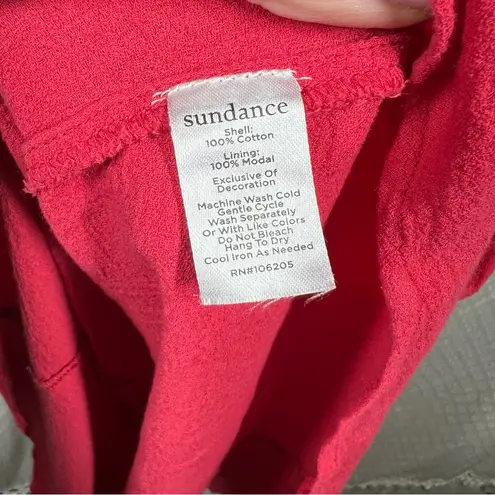 sundance
Shell:
100% Cotton
Lining:
100% Modal
Exclusive Of
Decoration
Machine Wash Cold
Gentle Cycle
Wash Separately
Or With Like Colors
Do Not Bleach
Hang To Dry
Cool Iron As Needed
RN#106205